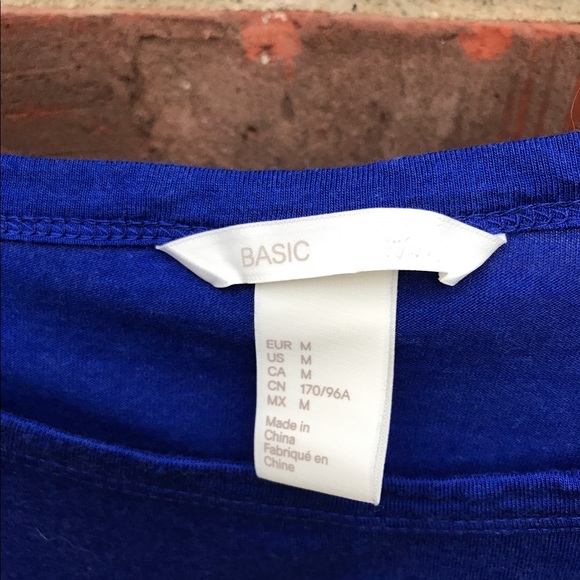 BASIC
EUR M
US M
CA M
CN 170/96A
MX M
Made in
China
Fabriqué en
Chine